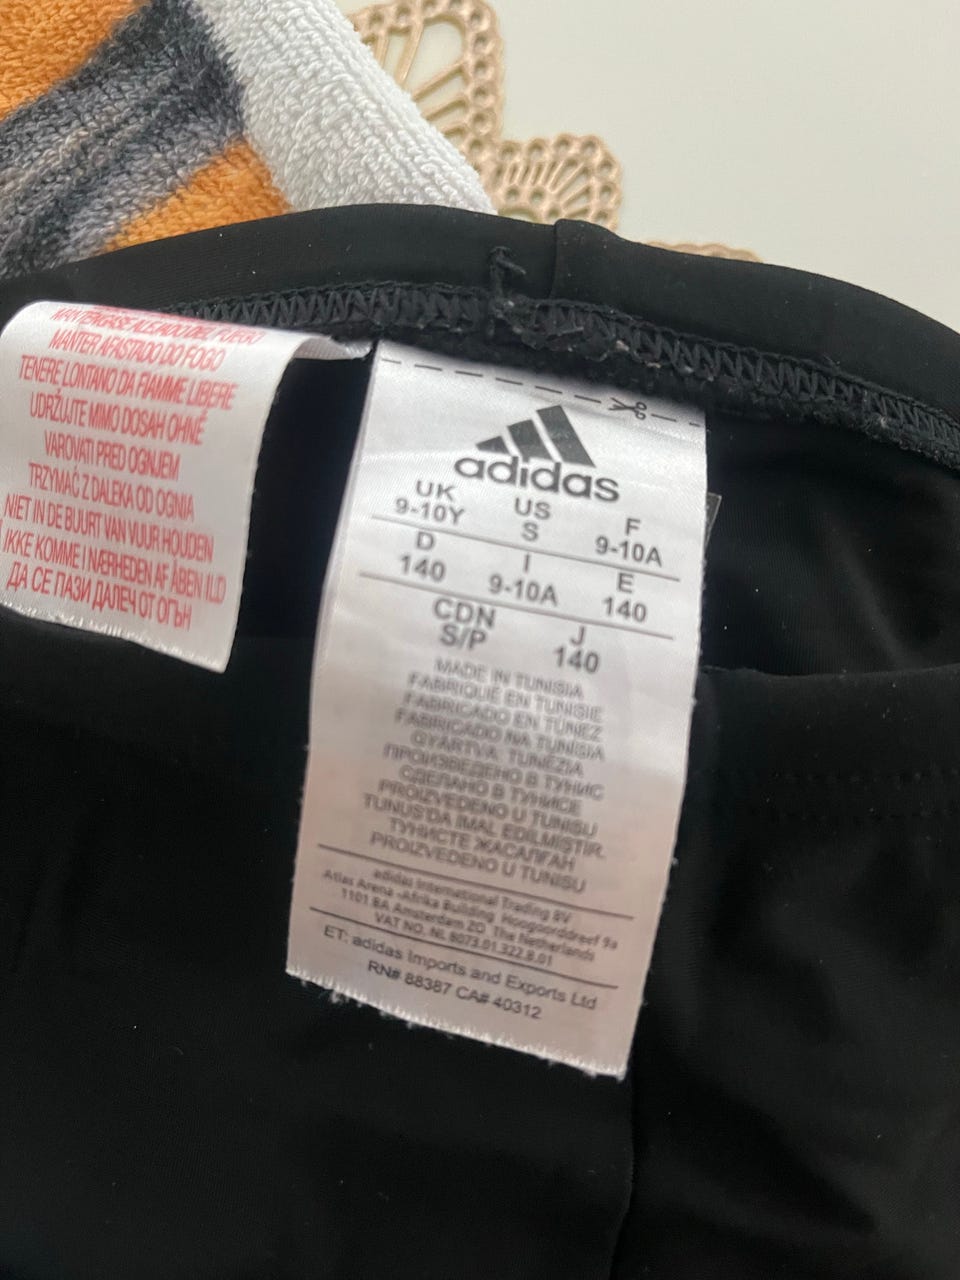 MANTÉNGASE ALEJADO DEL FUEGO
MANTER AFASTADO DO FOGO
TENERE LONTANO DA FIAMME LIBERE
UDRŽUJTE MIMO DOSAH OHNĚ
VAROVATI PRED OGNJEM
TRZYMAĆ Z DALEKA OD OGNIA
NIET IN DE BUURT VAN VUUR HOUDEN
IKKE KOMME I NÆRHEDEN AF ÅBEN ILD
ДА СЕ ПАЗИ ДАЛЕЧ ОТ ОГЪН
adidas
UK US F
9-10Y S 9-10A
D I E
140 9-10A 140
CDN J
S/P 140
MADE IN TUNISIA
FABRIQUÉ EN TUNISIE
FABRICADO EN TÚNEZ
FABRICADO NA TUNÍSIA
GYÁRTVA: TUNÉZIA
ПРОИЗВЕДЕНО В ТУНИС
СДЕЛАНО В ТУНИСЕ
PROIZVEDENO U TUNISU
TUNUS'DA IMAL EDİLMİŞTİR.
ТУНИСТЕ ЖАСАЛҒАН
PROIZVEDENO U TUNISU
adidas International Trading BV
Atlas Arena -Afrika Building Hoogoorddreef 9a
1101 BA Amsterdam ZO The Netherlands
VAT NO. NL 8073.01.322.B.01
ET: adidas Imports and Exports Ltd
RN# 88387 CA# 40312